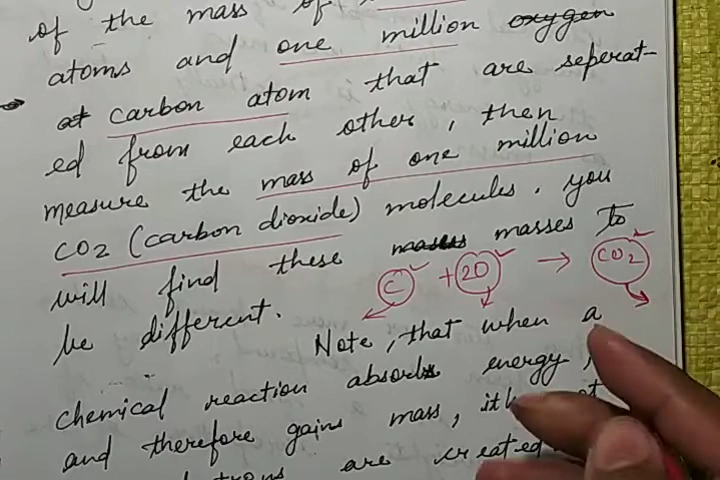 of the mass of
atoms and one million oxygen
at carbon atom that are seperat-
ed from each other, then
measure the mass of one million
CO2 (carbon dioxide) molecules. you
will find these masses masses to
C + 2O → CO2
be different.
Note, that when a
chemical reaction absorbs energy,
and therefore gains mass, it
are created